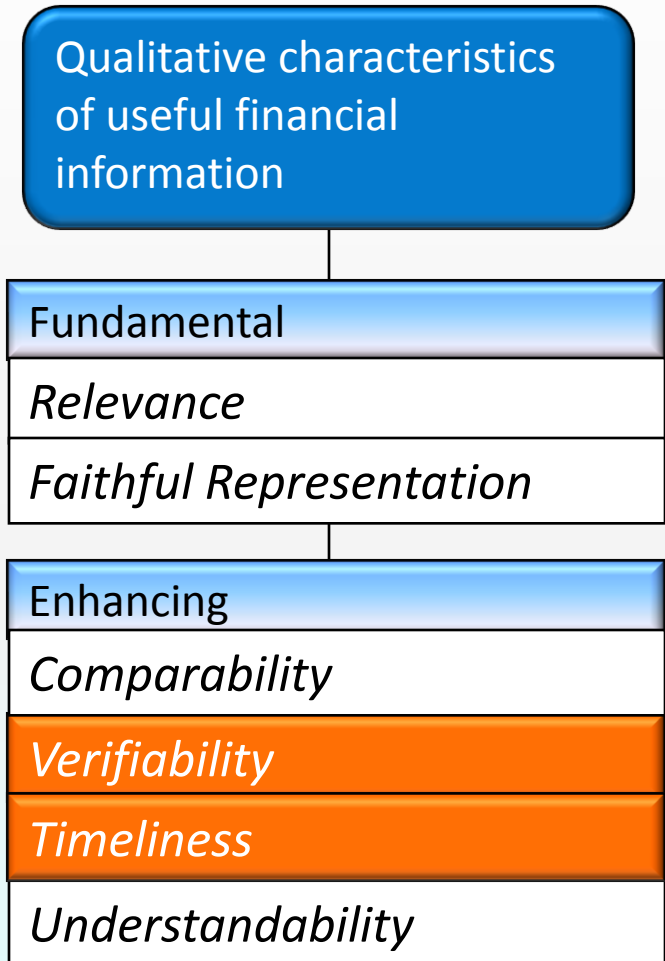 Qualitative characteristics
of useful financial
information
Fundamental
Relevance
Faithful Representation
Enhancing
Comparability
Verifiability
Timeliness
Understandability